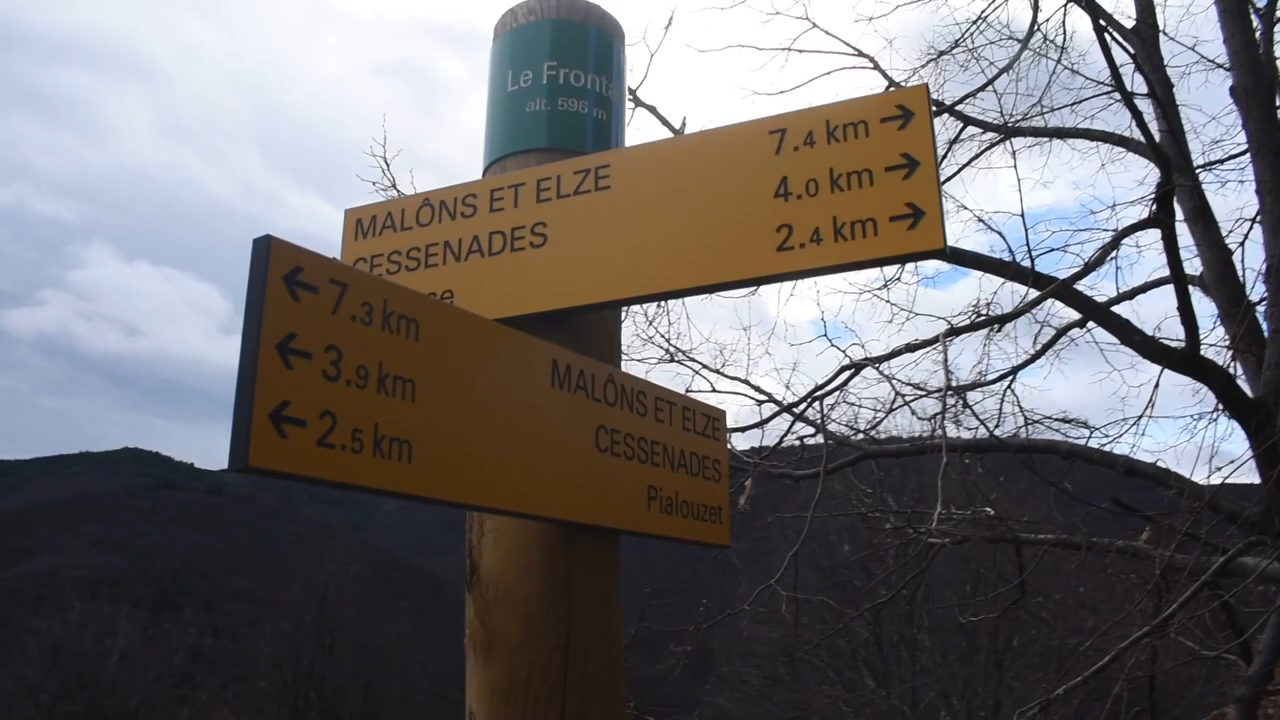 Le Fronta
alt. 596 m
MALÔNS ET ELZE 7.4 km →
CESSENADES 4.0 km →
2.4 km →
← 7.3 km MALÔNS ET ELZE
← 3.9 km CESSENADES
← 2.5 km Pialouzet